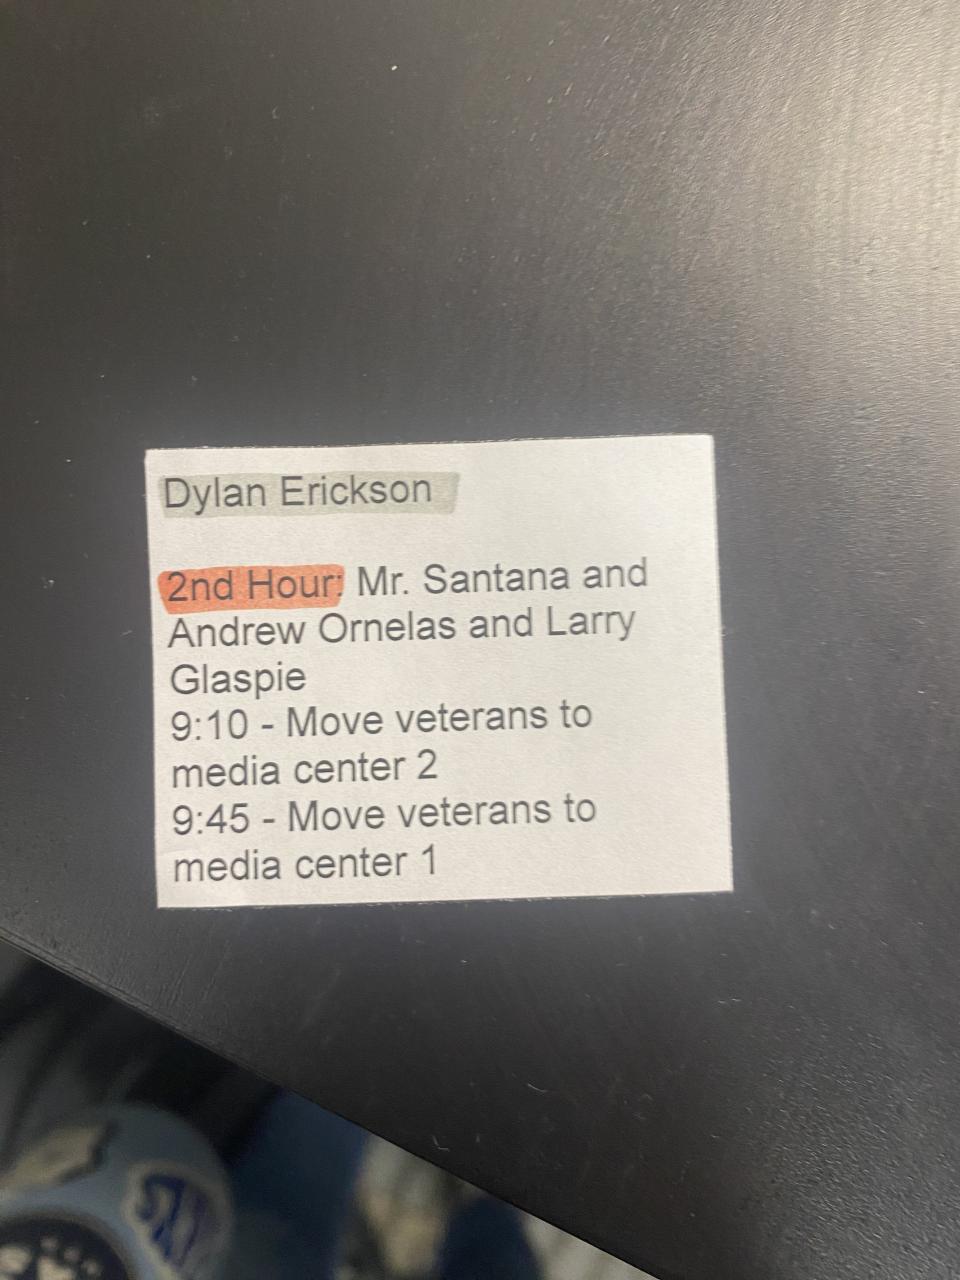 Dylan Erickson
2nd Hour: Mr. Santana and
Andrew Ornelas and Larry
Glaspie
9:10 - Move veterans to
media center 2
9:45 - Move veterans to
media center 1